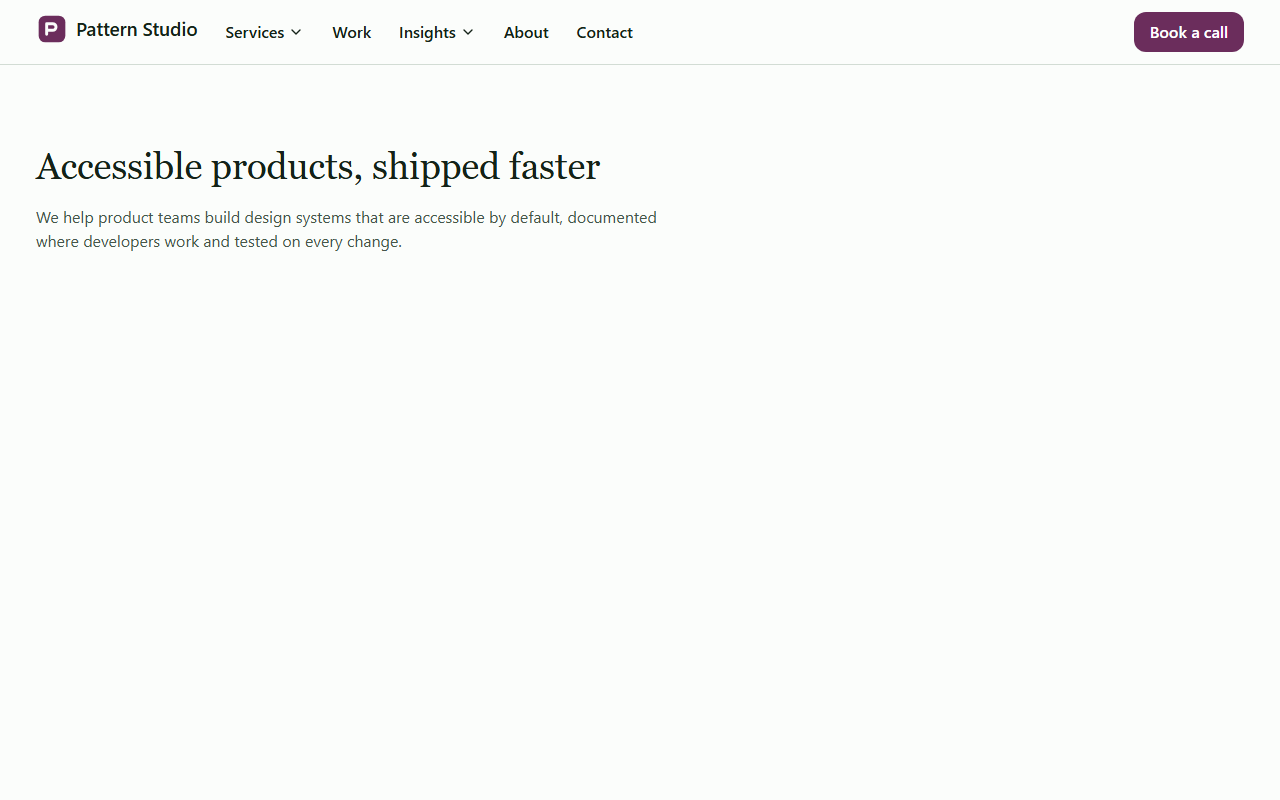 P Pattern Studio Services Work Insights About Contact Book a call
Accessible products, shipped faster
We help product teams build design systems that are accessible by default, documented
where developers work and tested on every change.